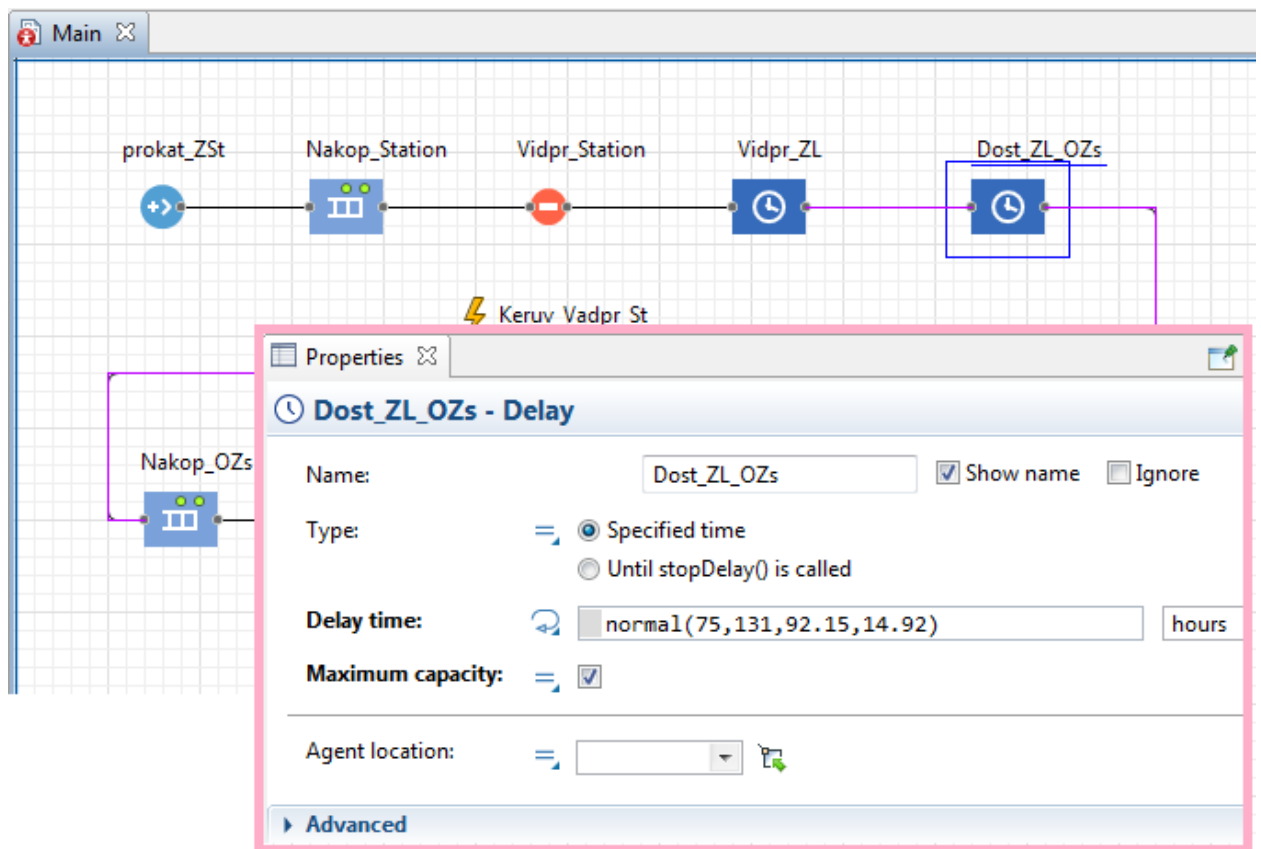 Main
prokat_ZSt Nakop_Station Vidpr_Station Vidpr_ZL Dost_ZL_OZs
Keruv_Vadpr_St
Properties
Dost_ZL_OZs - Delay
Nakop_OZs
Name: Dost_ZL_OZs Show name Ignore
Type: Specified time
Until stopDelay() is called
Delay time: normal(75,131,92.15,14.92) hours
Maximum capacity:
Agent location:
Advanced